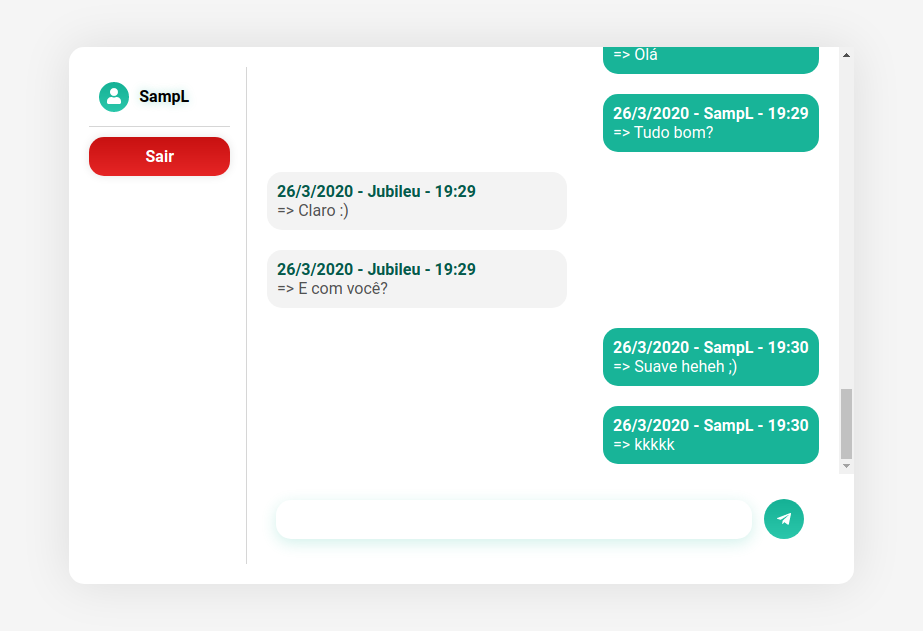 SampL
Sair
=> Olá
26/3/2020 - SampL - 19:29
=> Tudo bom?
26/3/2020 - Jubileu - 19:29
=> Claro :)
26/3/2020 - Jubileu - 19:29
=> E com você?
26/3/2020 - SampL - 19:30
=> Suave heheh ;)
26/3/2020 - SampL - 19:30
=> kkkkk